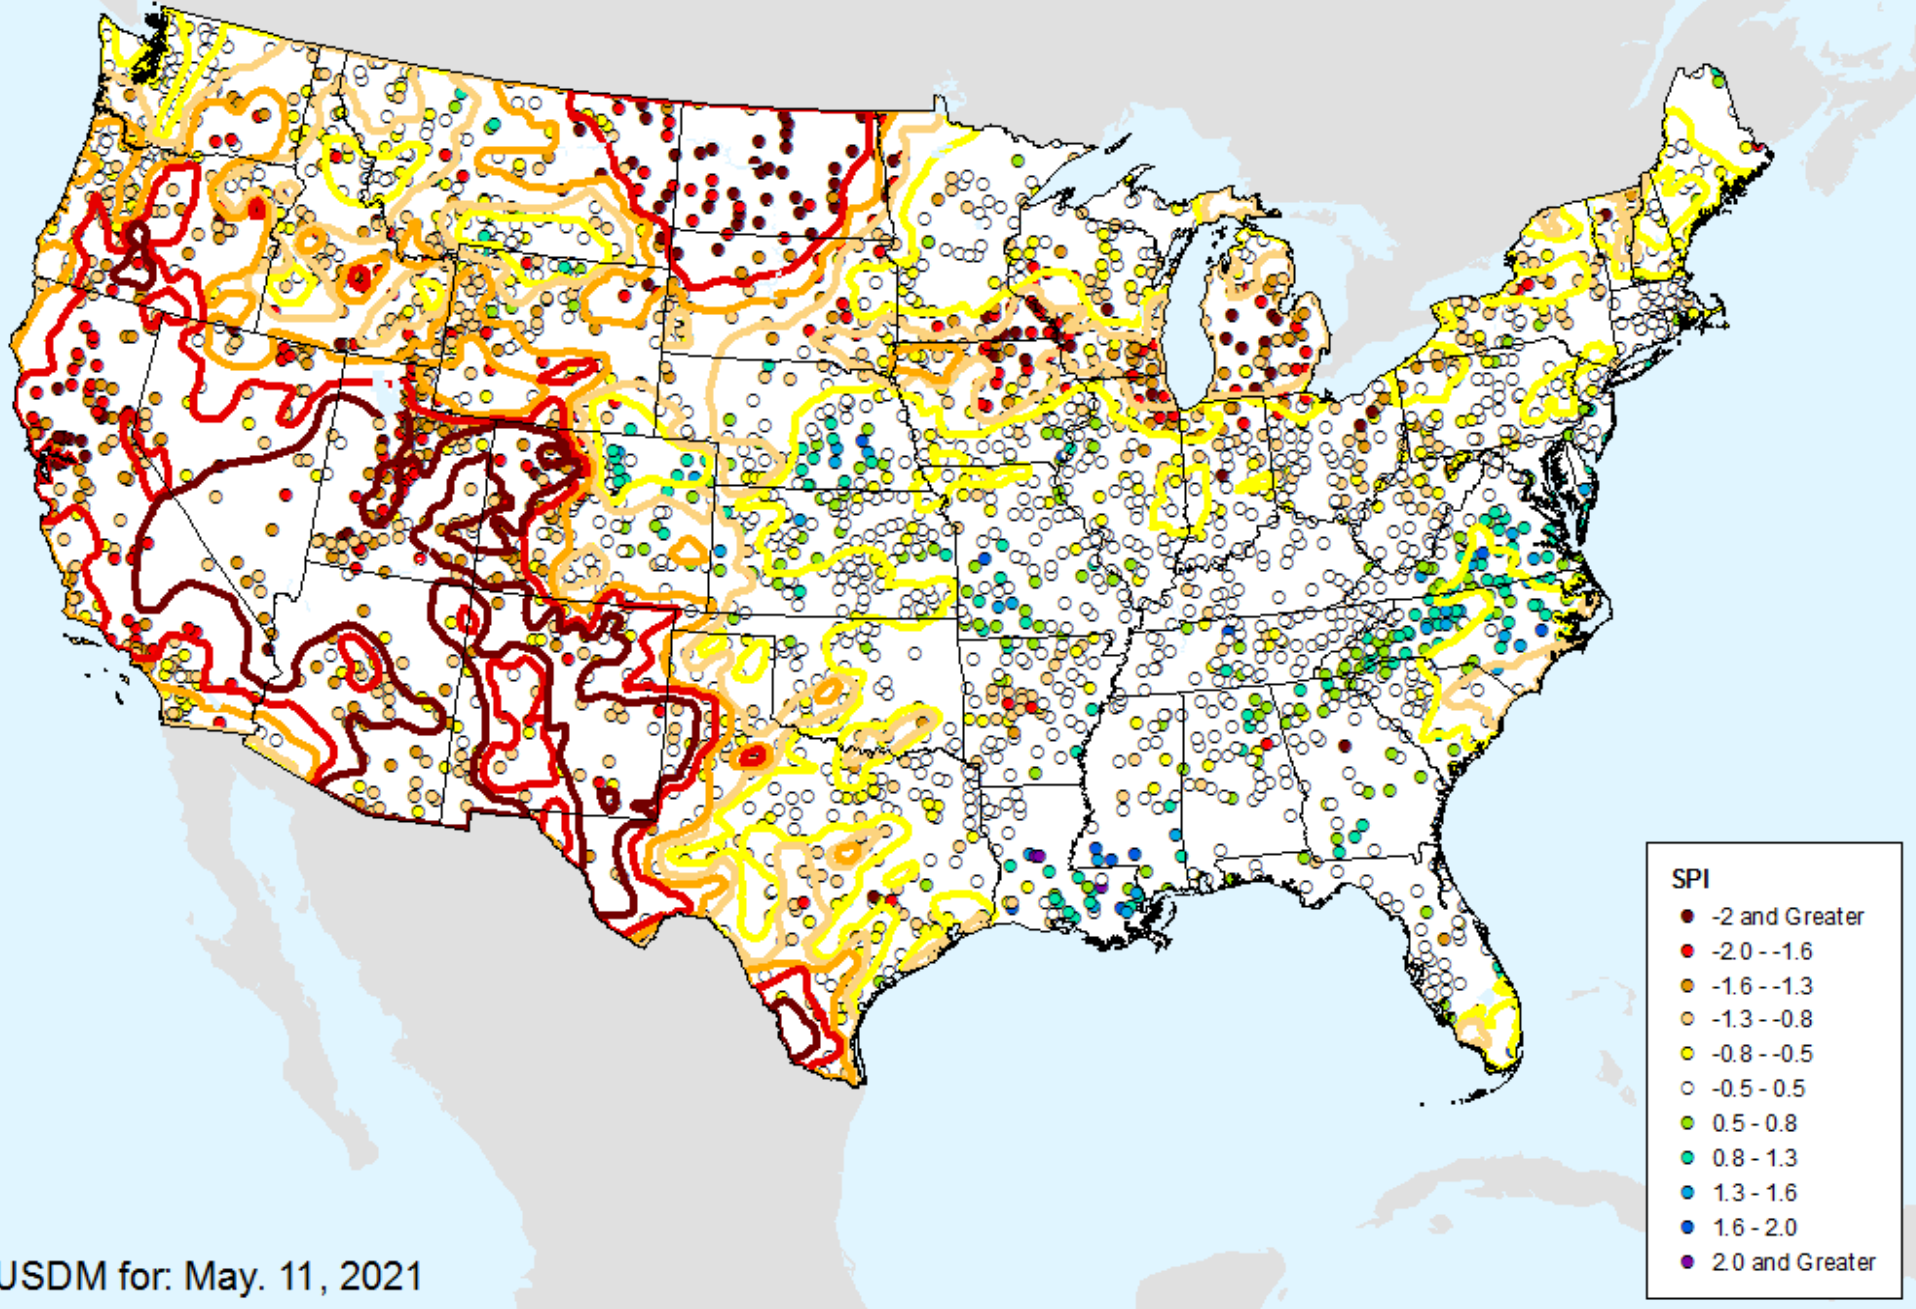 SPI
-2 and Greater
-2.0 - -1.6
-1.6 - -1.3
-1.3 - -0.8
-0.8 - -0.5
-0.5 - 0.5
0.5 - 0.8
0.8 - 1.3
1.3 - 1.6
1.6 - 2.0
2.0 and Greater
USDM for: May. 11, 2021